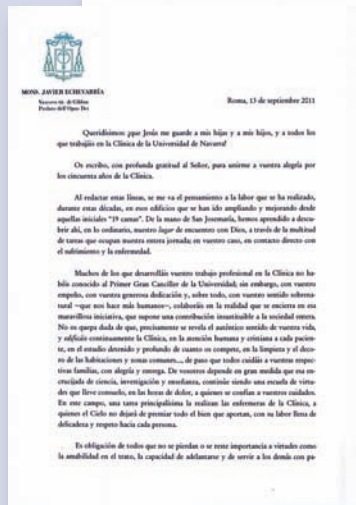 MONS. JAVIER ECHEVARRÍA
Prelado del Opus Dei
Roma, 13 de septiembre 2011
Queridísimos: ¡que Jesús me guarde a mis hijas y a mis hijos, y a todos los
que trabajáis en la Clínica de la Universidad de Navarra!
Os escribo, con profunda gratitud al Señor, para unirme a vuestra alegría por
los cincuenta años de la Clínica.
Al redactar estas líneas, se me va el pensamiento a la labor que se ha realizado,
durante estas décadas, en esos edificios que se han ido ampliando y mejorando desde
aquellas iniciales "19 camas". De la mano de San Josemaría, hemos aprendido a descu-
brir ahí, en lo ordinario, nuestro lugar de encuentro con Dios, a través de la multitud
de tareas que ocupan nuestra entera jornada; en vuestro caso, en contacto directo con
el sufrimiento y la enfermedad.
Muchos de los que desarrolláis vuestro trabajo profesional en la Clínica no ha-
béis conocido al Primer Gran Canciller de la Universidad; sin embargo, con vuestro
empeño, con vuestra generosa dedicación y, sobre todo, con vuestro sentido sobrena-
tural –que nos hace más humanos–, colaboráis en la realidad que se encierra en esa
maravillosa iniciativa, que supone una contribución insustituible a la sociedad entera.
No os quepa duda de que, precisamente se revela el auténtico sentido de vuestra vida,
y edificáis continuamente la Clínica, en la atención humana y cristiana a cada pacien-
te, en el estudio detenido y profundo de cuanto os compete, en la limpieza y el deco-
ro de las habitaciones y zonas comunes..., de paso que todos cuidáis a vuestras respec-
tivas familias, con alegría y entrega. De vosotros depende en gran medida que esa en-
crucijada de ciencia, investigación y enseñanza, continúe siendo una escuela de virtu-
des que lleve consuelo, en las horas de dolor, a quienes se confían a vuestros cuidados.
En este campo, una tarea principalísima la realizan las enfermeras de la Clínica, a
quienes el Cielo no dejará de premiar todo el bien que aportan, con su labor llena de
delicadeza y respeto hacia cada persona.
Es obligación de todos que no se pierdan o se reste importancia a virtudes como
la amabilidad en el trato, la capacidad de adelantarse y de servir a los demás con pa-